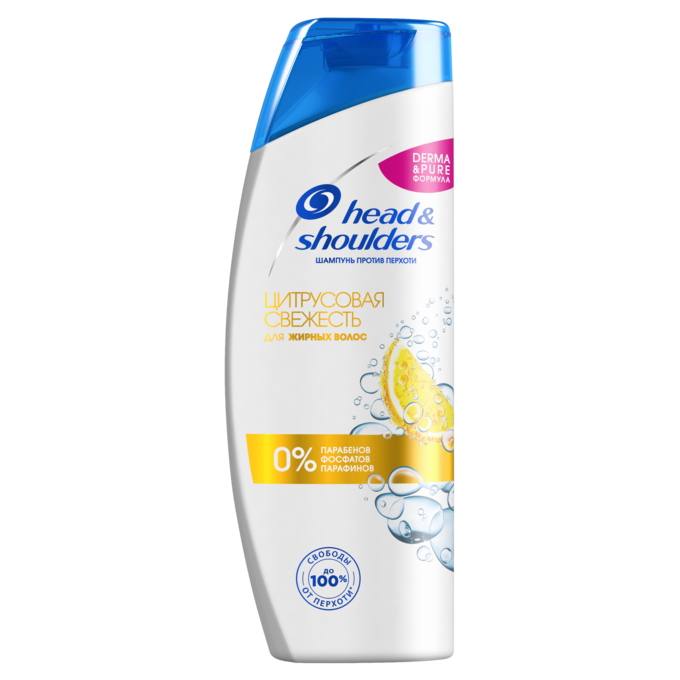 DERMA
&PURE
ФОРМУЛА
head&
shoulders
ШАМПУНЬ ПРОТИВ ПЕРХОТИ
ЦИТРУСОВАЯ
СВЕЖЕСТЬ
для ЖИРНЫХ ВОЛОС
0% ПАРАБЕНОВ
ФОСФАТОВ
ПАРАФИНОВ
СВОБОДЫ
ДО
100%
ОТ ПЕРХОТИ*